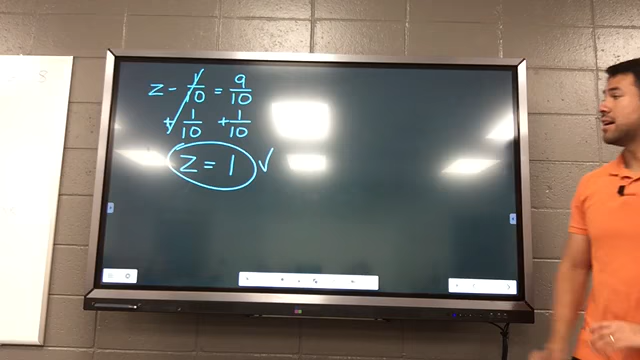 z - 1/10 = 9/10
+ 1/10 + 1/10
z = 1 ✓